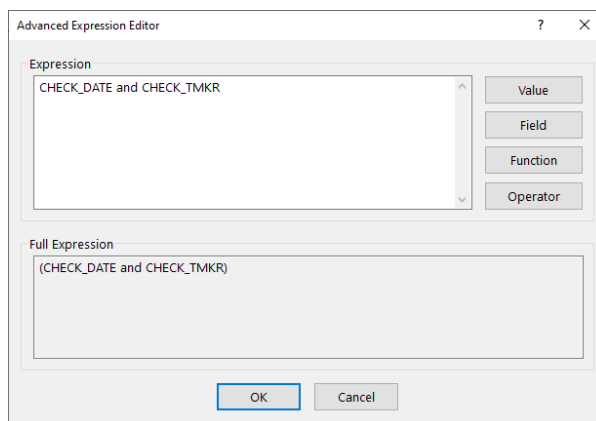 Advanced Expression Editor ?
Expression
CHECK_DATE and CHECK_TMKR
Value
Field
Function
Operator
Full Expression
(CHECK_DATE and CHECK_TMKR)
OK Cancel